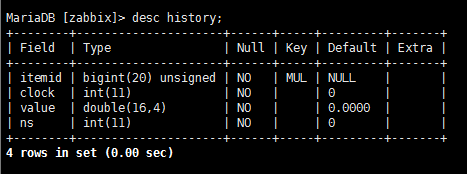 MariaDB [zabbix]> desc history;
+--------+---------------------+------+-----+---------+-------+
| Field | Type | Null | Key | Default | Extra |
+--------+---------------------+------+-----+---------+-------+
| itemid | bigint(20) unsigned | NO | MUL | NULL | |
| clock | int(11) | NO | | 0 | |
| value | double(16,4) | NO | | 0.0000 | |
| ns | int(11) | NO | | 0 | |
+--------+---------------------+------+-----+---------+-------+
4 rows in set (0.00 sec)